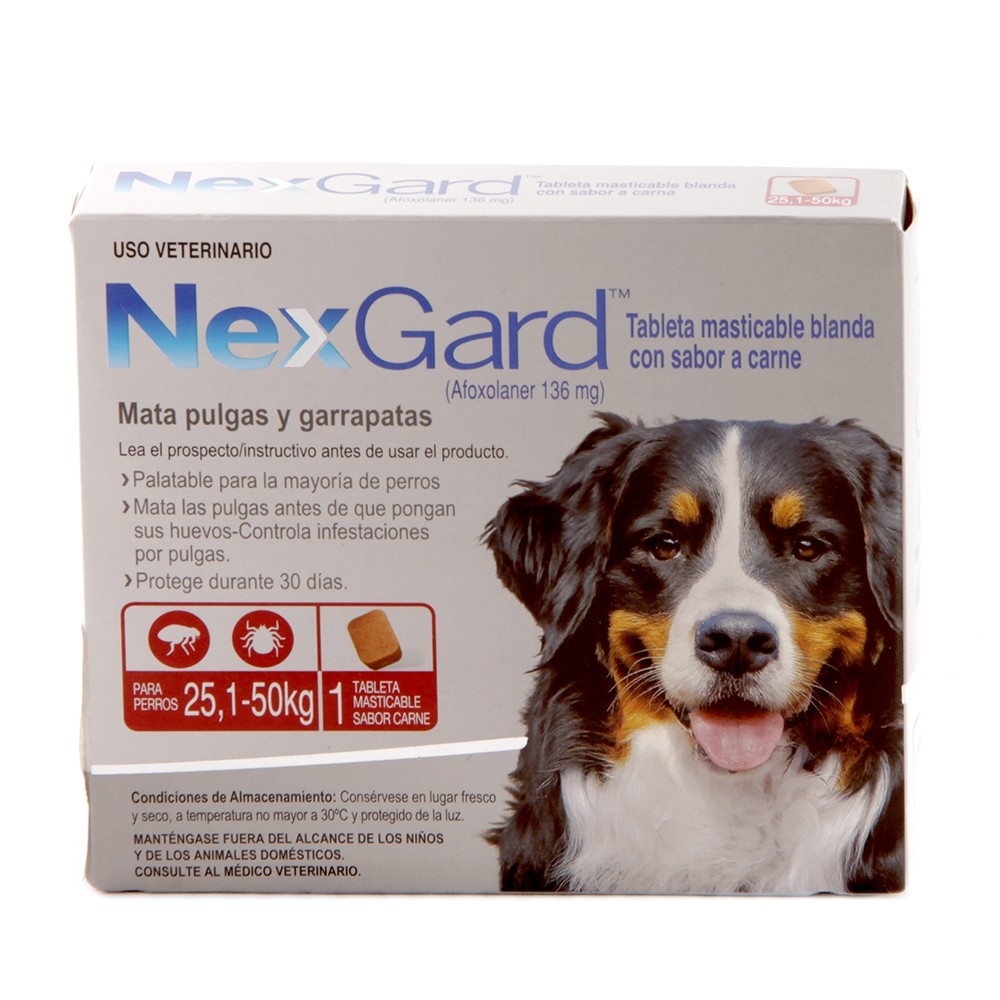 NexGard™ Tableta masticable blanda
con sabor a carne
(Afoxolaner 136 mg)
25,1-50kg
USO VETERINARIO
NexGard™
Tableta masticable blanda
con sabor a carne
(Afoxolaner 136 mg)
Mata pulgas y garrapatas
Lea el prospecto/instructivo antes de usar el producto.
Palatable para la mayoría de perros
Mata las pulgas antes de que pongan
sus huevos-Controla infestaciones
por pulgas.
Protege durante 30 días.
PARA
PERROS
25,1-50kg
1
TABLETA
MASTICABLE
SABOR CARNE
Condiciones de Almacenamiento: Consérvese en lugar fresco
y seco, a temperatura no mayor a 30ºC y protegido de la luz.
MANTÉNGASE FUERA DEL ALCANCE DE LOS NIÑOS
Y DE LOS ANIMALES DOMÉSTICOS.
CONSULTE AL MÉDICO VETERINARIO.